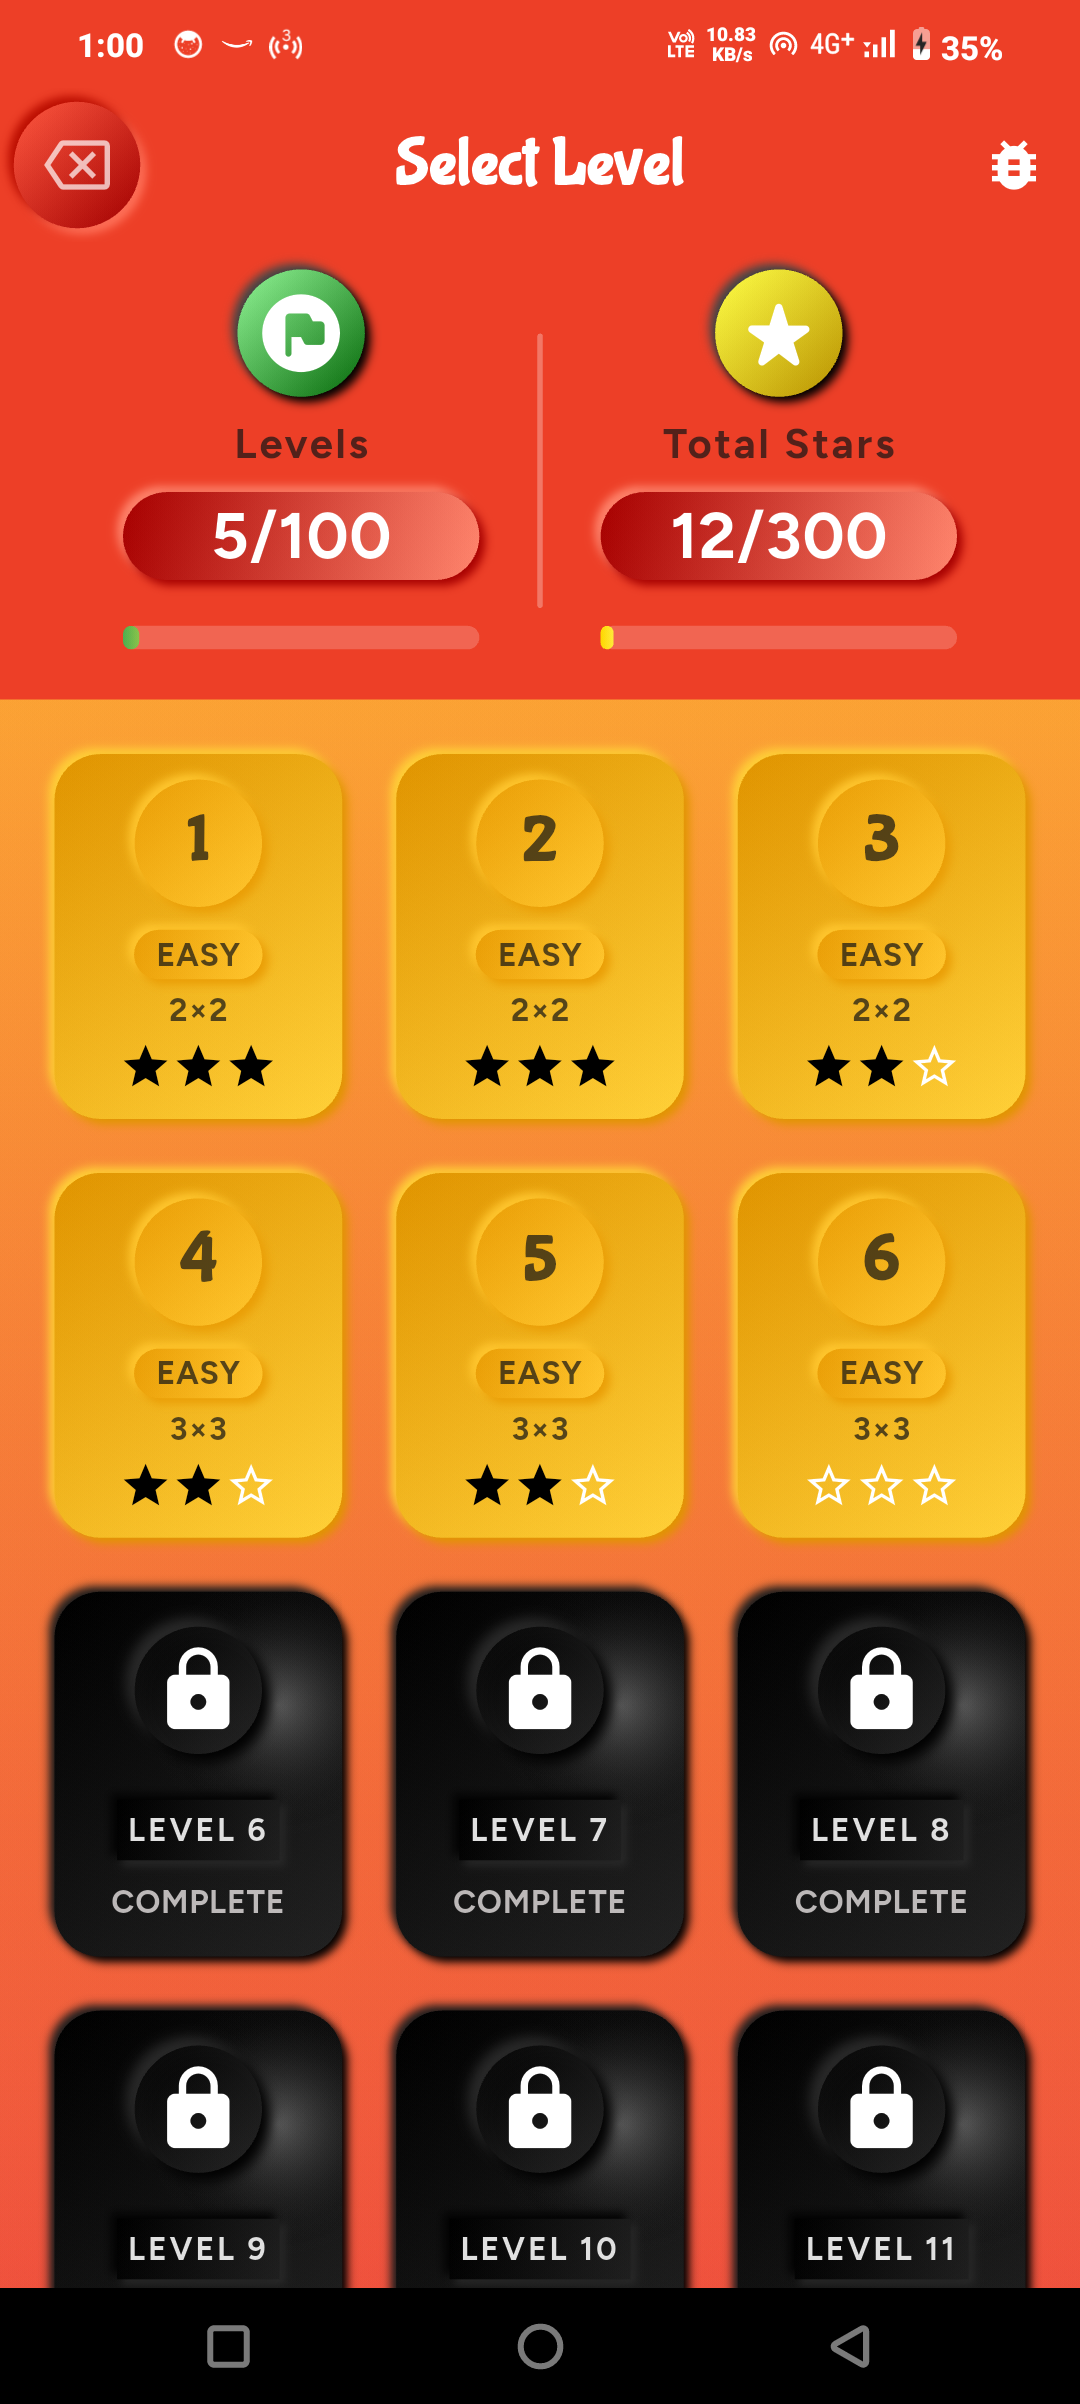 1:00 3 Vo) LTE 10.83 KB/s 4G+ 35%
Select Level
Levels Total Stars
5/100 12/300
1 2 3
EASY EASY EASY
2×2 2×2 2×2
4 5 6
EASY EASY EASY
3×3 3×3 3×3
LEVEL 6 LEVEL 7 LEVEL 8
COMPLETE COMPLETE COMPLETE
LEVEL 9 LEVEL 10 LEVEL 11